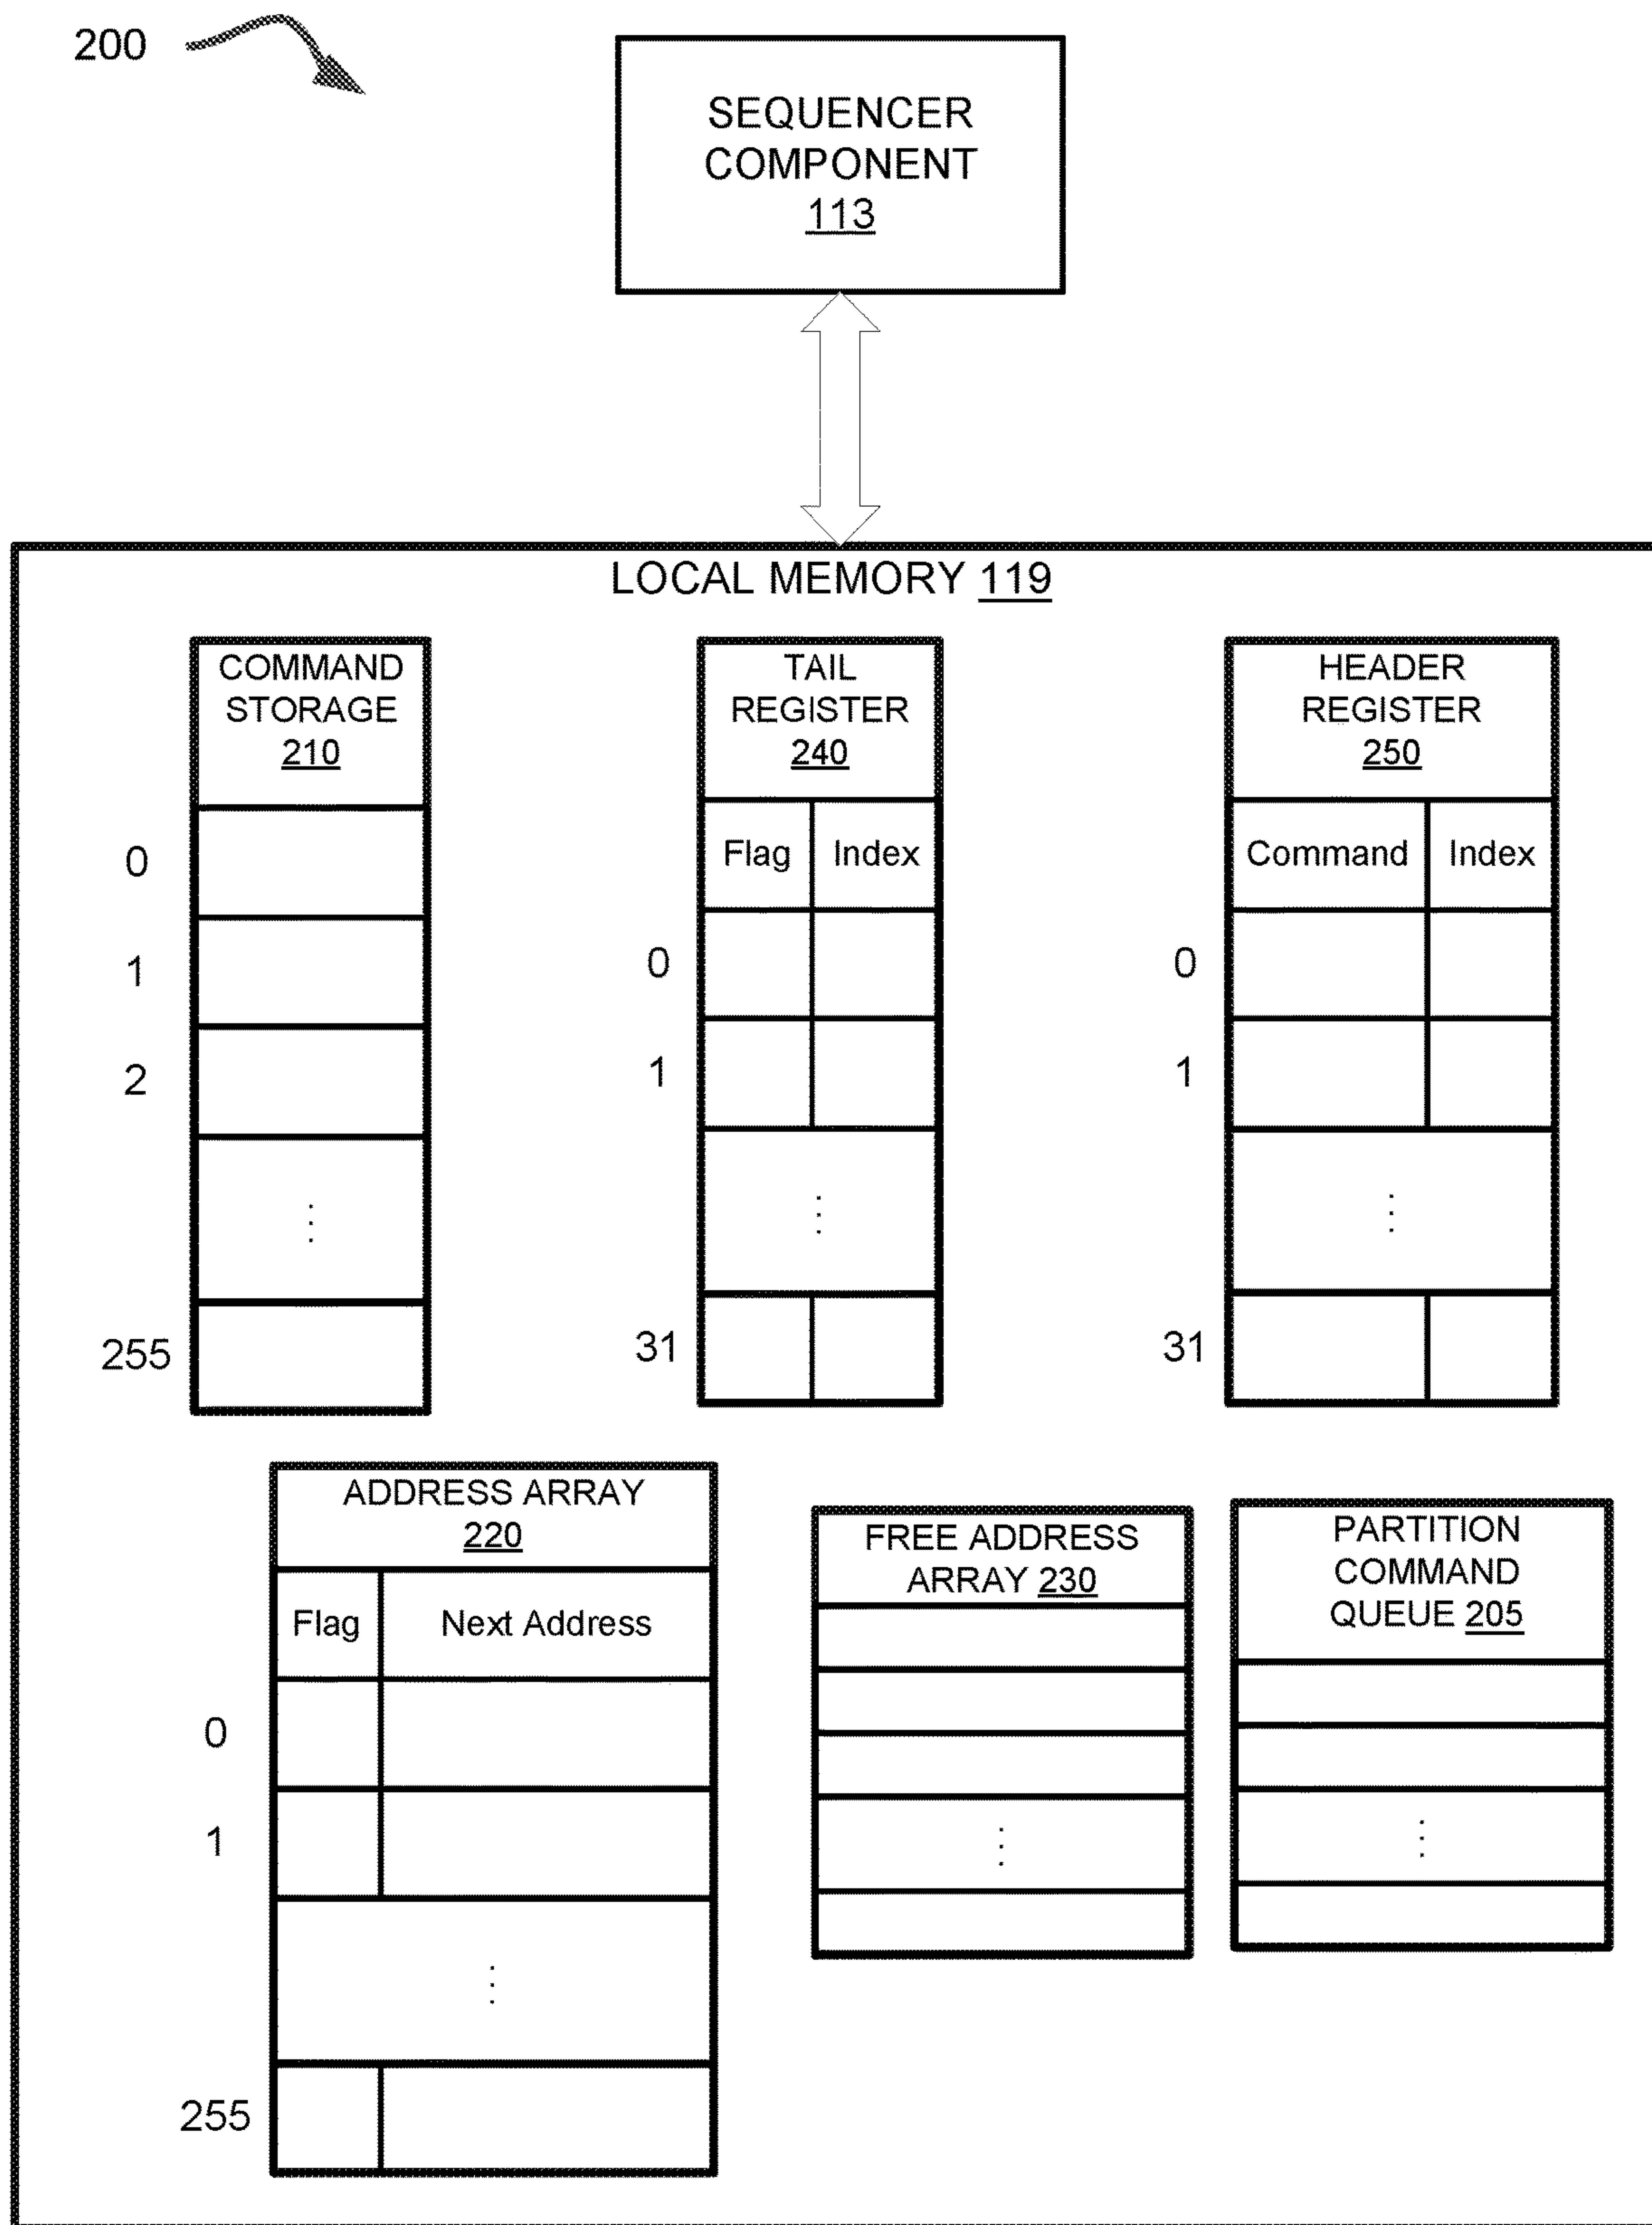 200
SEQUENCER
COMPONENT
113
LOCAL MEMORY 119
COMMAND
STORAGE
210
0
1
2
⋮
255
TAIL
REGISTER
240
Flag Index
0
1
⋮
31
HEADER
REGISTER
250
Command Index
0
1
⋮
31
ADDRESS ARRAY
220
Flag Next Address
0
1
⋮
255
FREE ADDRESS
ARRAY 230
⋮
PARTITION
COMMAND
QUEUE 205
⋮